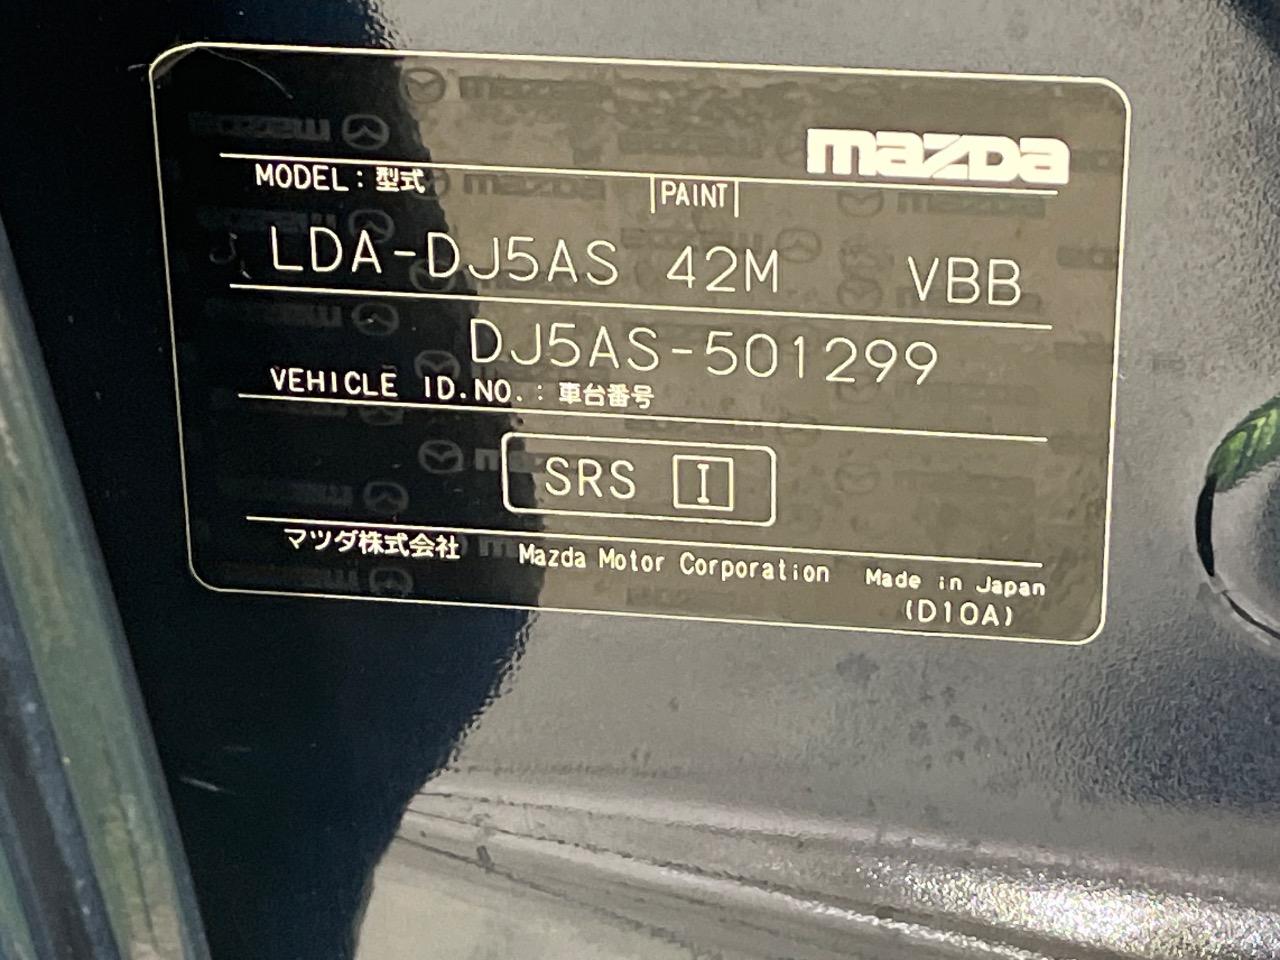 mazda
MODEL：型式 PAINT
LDA-DJ5AS 42M VBB
DJ5AS-501299
VEHICLE ID.NO.：車台番号
SRS I
マツダ株式会社 Mazda Motor Corporation Made in Japan
(D10A)